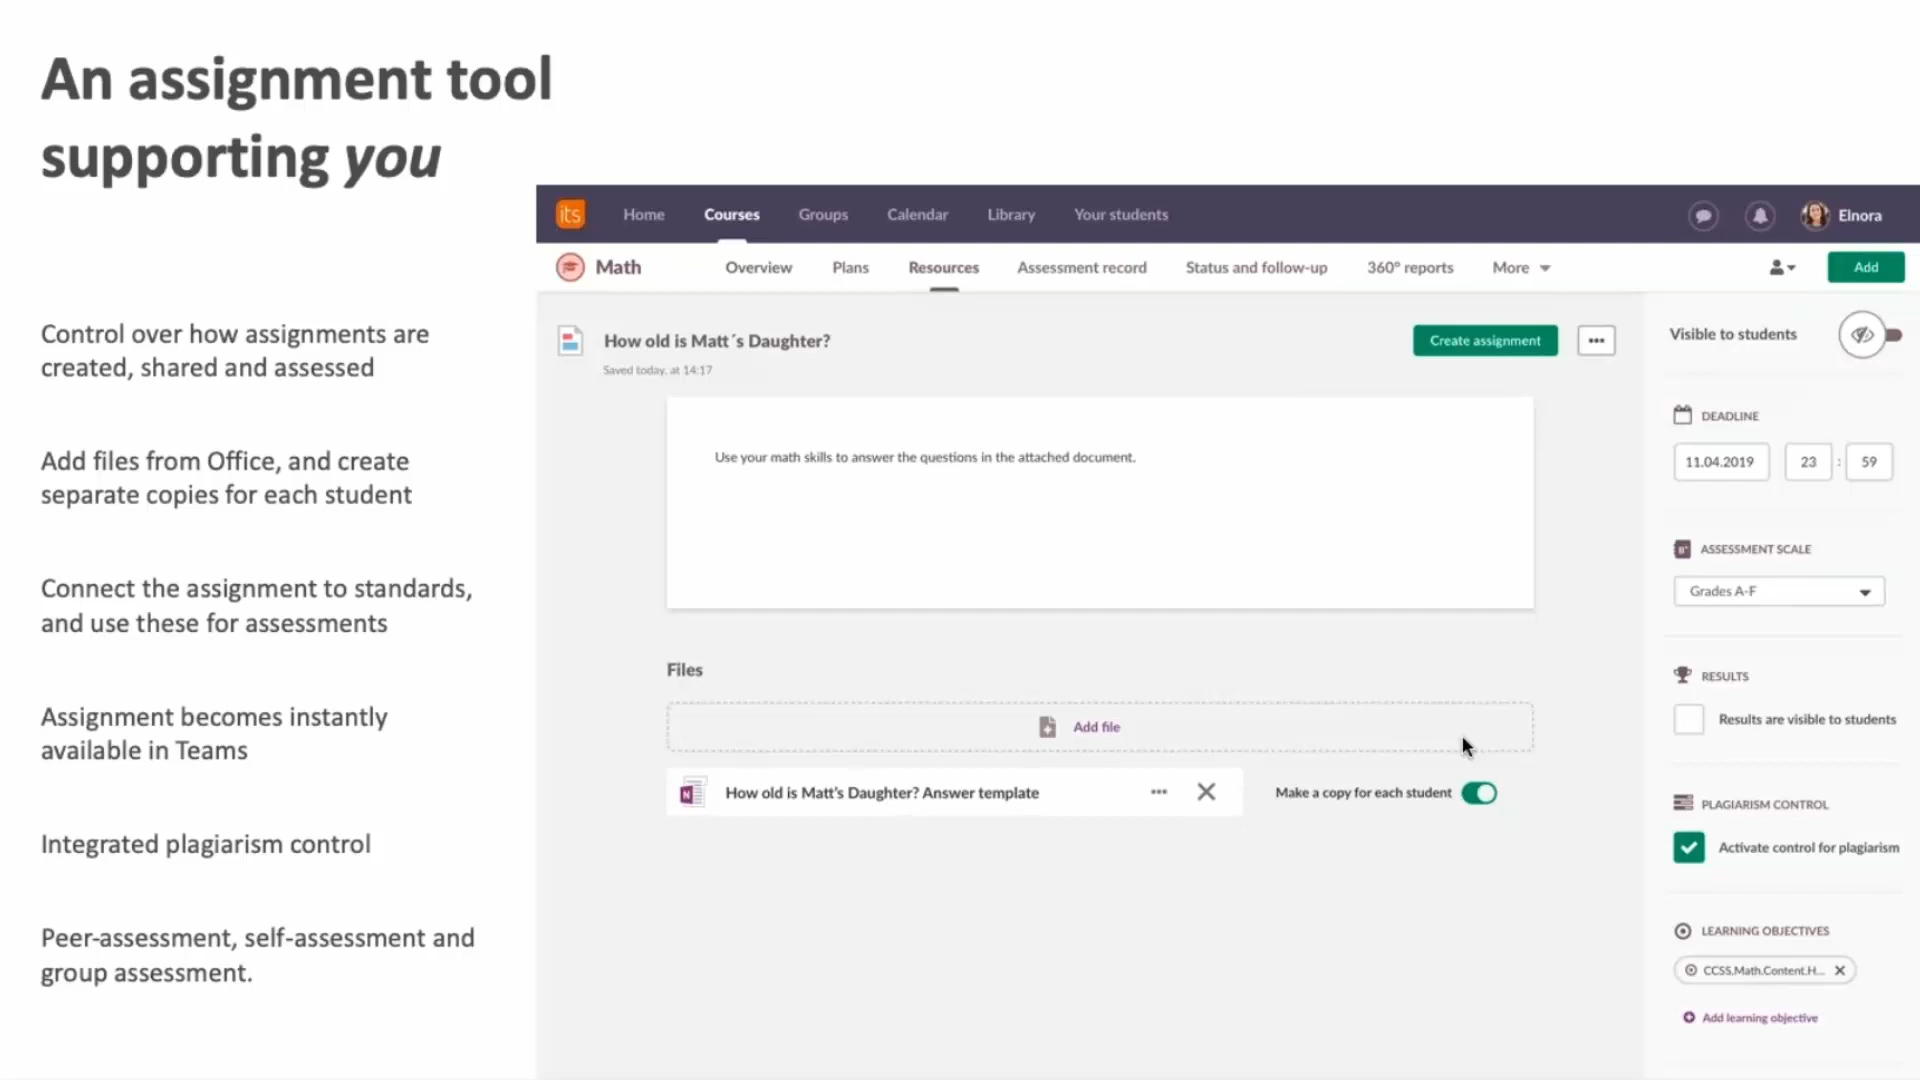 An assignment tool
supporting you
Control over how assignments are
created, shared and assessed
Add files from Office, and create
separate copies for each student
Connect the assignment to standards,
and use these for assessments
Assignment becomes instantly
available in Teams
Integrated plagiarism control
Peer-assessment, self-assessment and
group assessment.
its Home Courses Groups Calendar Library Your students Elnora
Math Overview Plans Resources Assessment record Status and follow-up 360° reports More Add
How old is Matt´s Daughter?
Saved today, at 14:17
Create assignment
Use your math skills to answer the questions in the attached document.
Files
Add file
N How old is Matt's Daughter? Answer template
Make a copy for each student
Visible to students
DEADLINE
11.04.2019 23 : 59
ASSESSMENT SCALE
Grades A-F
RESULTS
Results are visible to students
PLAGIARISM CONTROL
Activate control for plagiarism
LEARNING OBJECTIVES
CCSS.Math.Content.H...
Add learning objective